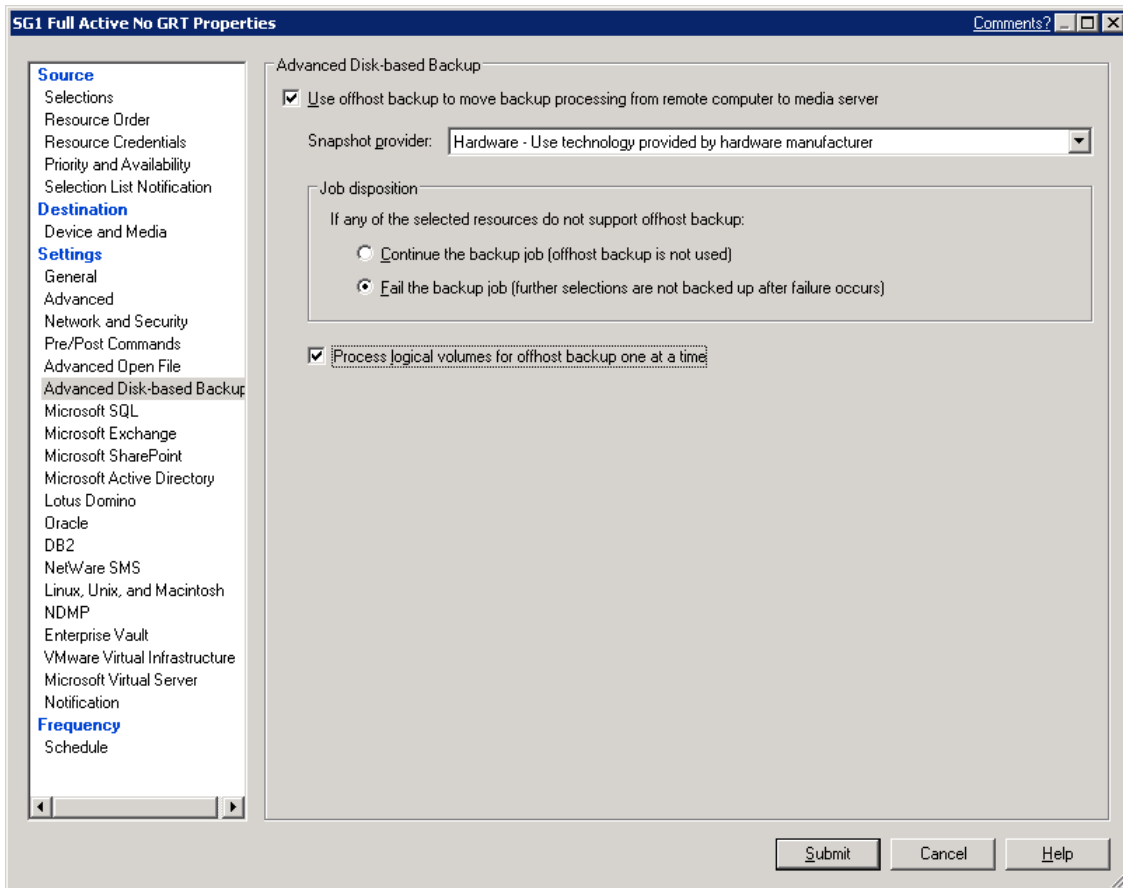 SG1 Full Active No GRT Properties
Comments?
Source
Selections
Resource Order
Resource Credentials
Priority and Availability
Selection List Notification
Destination
Device and Media
Settings
General
Advanced
Network and Security
Pre/Post Commands
Advanced Open File
Advanced Disk-based Backup
Microsoft SQL
Microsoft Exchange
Microsoft SharePoint
Microsoft Active Directory
Lotus Domino
Oracle
DB2
NetWare SMS
Linux, Unix, and Macintosh
NDMP
Enterprise Vault
VMware Virtual Infrastructure
Microsoft Virtual Server
Notification
Frequency
Schedule
Advanced Disk-based Backup
Use offhost backup to move backup processing from remote computer to media server
Snapshot provider: Hardware - Use technology provided by hardware manufacturer
Job disposition
If any of the selected resources do not support offhost backup:
Continue the backup job (offhost backup is not used)
Fail the backup job (further selections are not backed up after failure occurs)
Process logical volumes for offhost backup one at a time
Submit
Cancel
Help